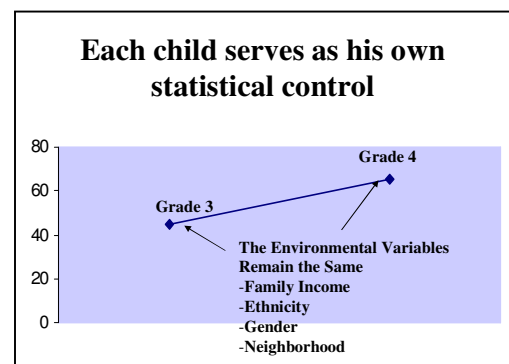 Each child serves as his own
statistical control
80
60
40
20
0
Grade 3
Grade 4
The Environmental Variables
Remain the Same
-Family Income
-Ethnicity
-Gender
-Neighborhood